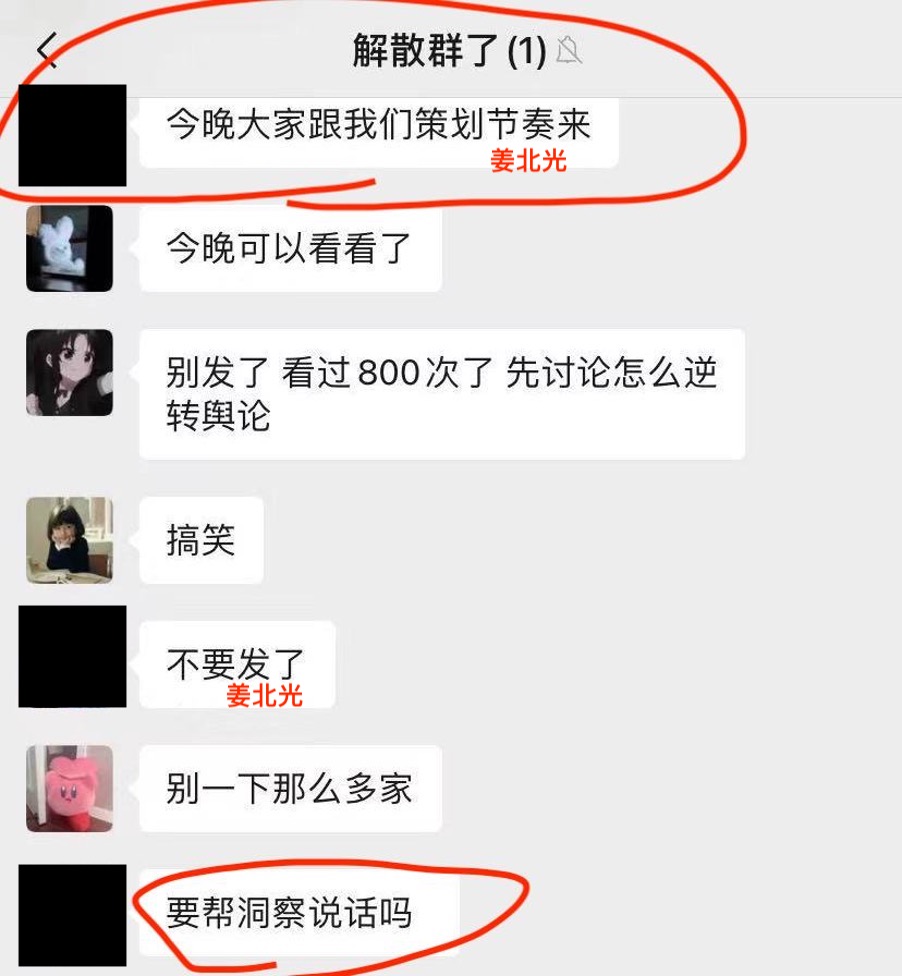 解散群了(1)
今晚大家跟我们策划节奏来
姜北光
今晚可以看看了
别发了 看过800次了 先讨论怎么逆
转舆论
搞笑
不要发了
姜北光
别一下那么多家
要帮洞察说话吗